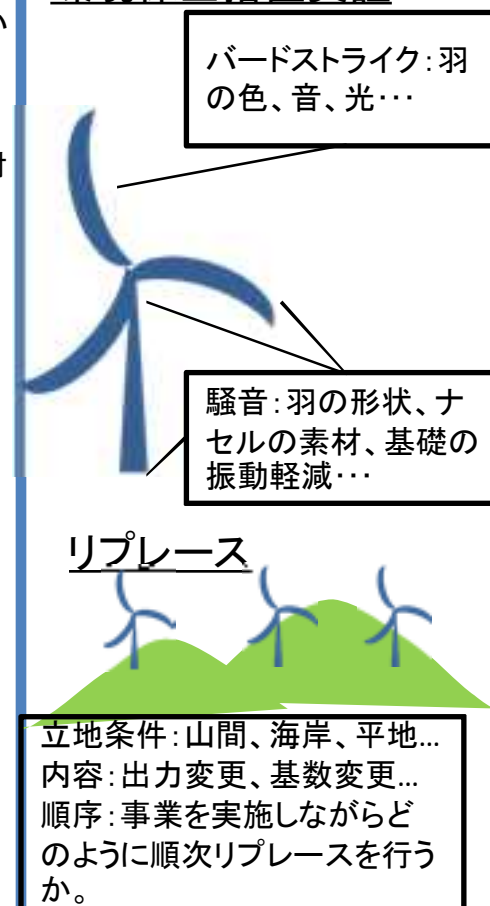 い
バードストライク：羽
の色、音、光･･･
騒音：羽の形状、ナ
セルの素材、基礎の
振動軽減･･･
リプレース
立地条件：山間、海岸、平地…
内容：出力変更、基数変更…
順序：事業を実施しながらど
のように順次リプレースを行う
か。